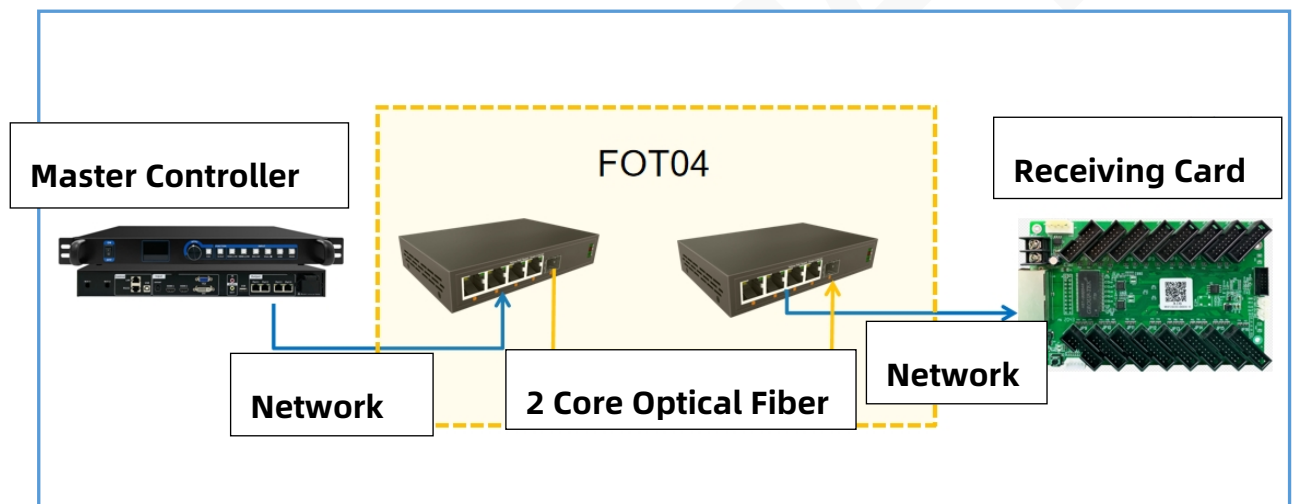 FOT04
Master Controller
Receiving Card
Network
2 Core Optical Fiber
Network